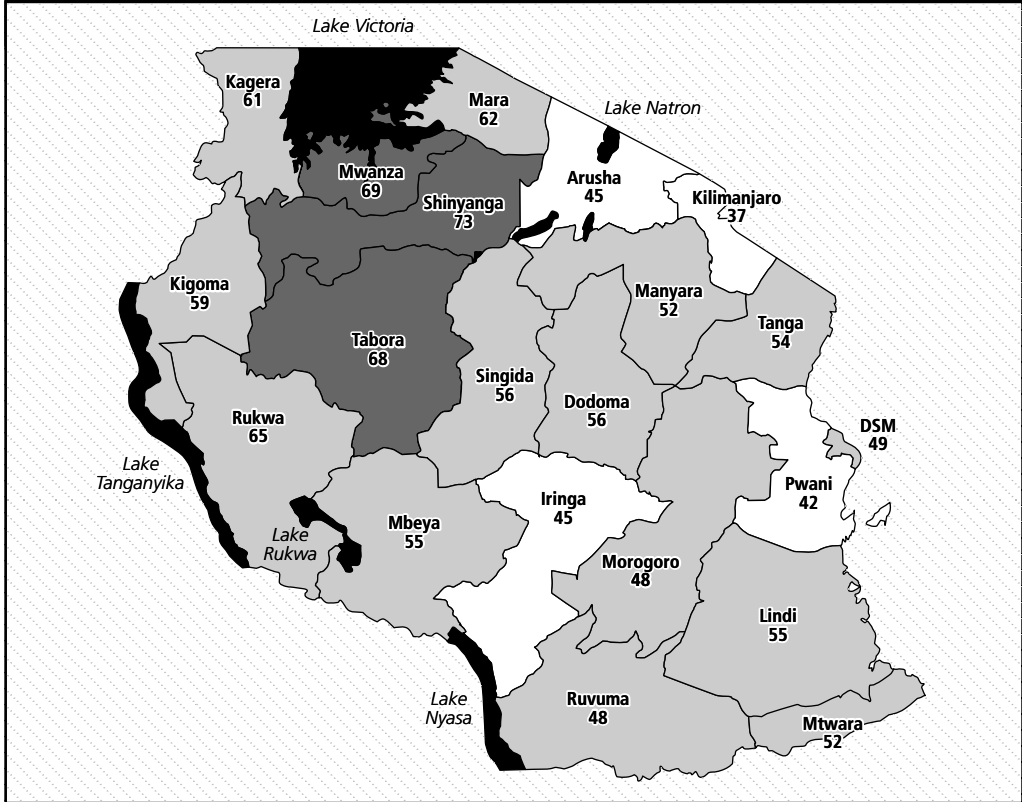 Lake Victoria
Kagera
61
Mara
62
Lake Natron
Mwanza
69
Arusha
45
Shinyanga
73
Kilimanjaro
37
Kigoma
59
Manyara
52
Tanga
54
Tabora
68
Singida
56
Dodoma
56
Rukwa
65
DSM
49
Lake
Tanganyika
Pwani
42
Iringa
45
Mbeya
55
Lake
Rukwa
Morogoro
48
Lindi
55
Lake
Nyasa
Ruvuma
48
Mtwara
52